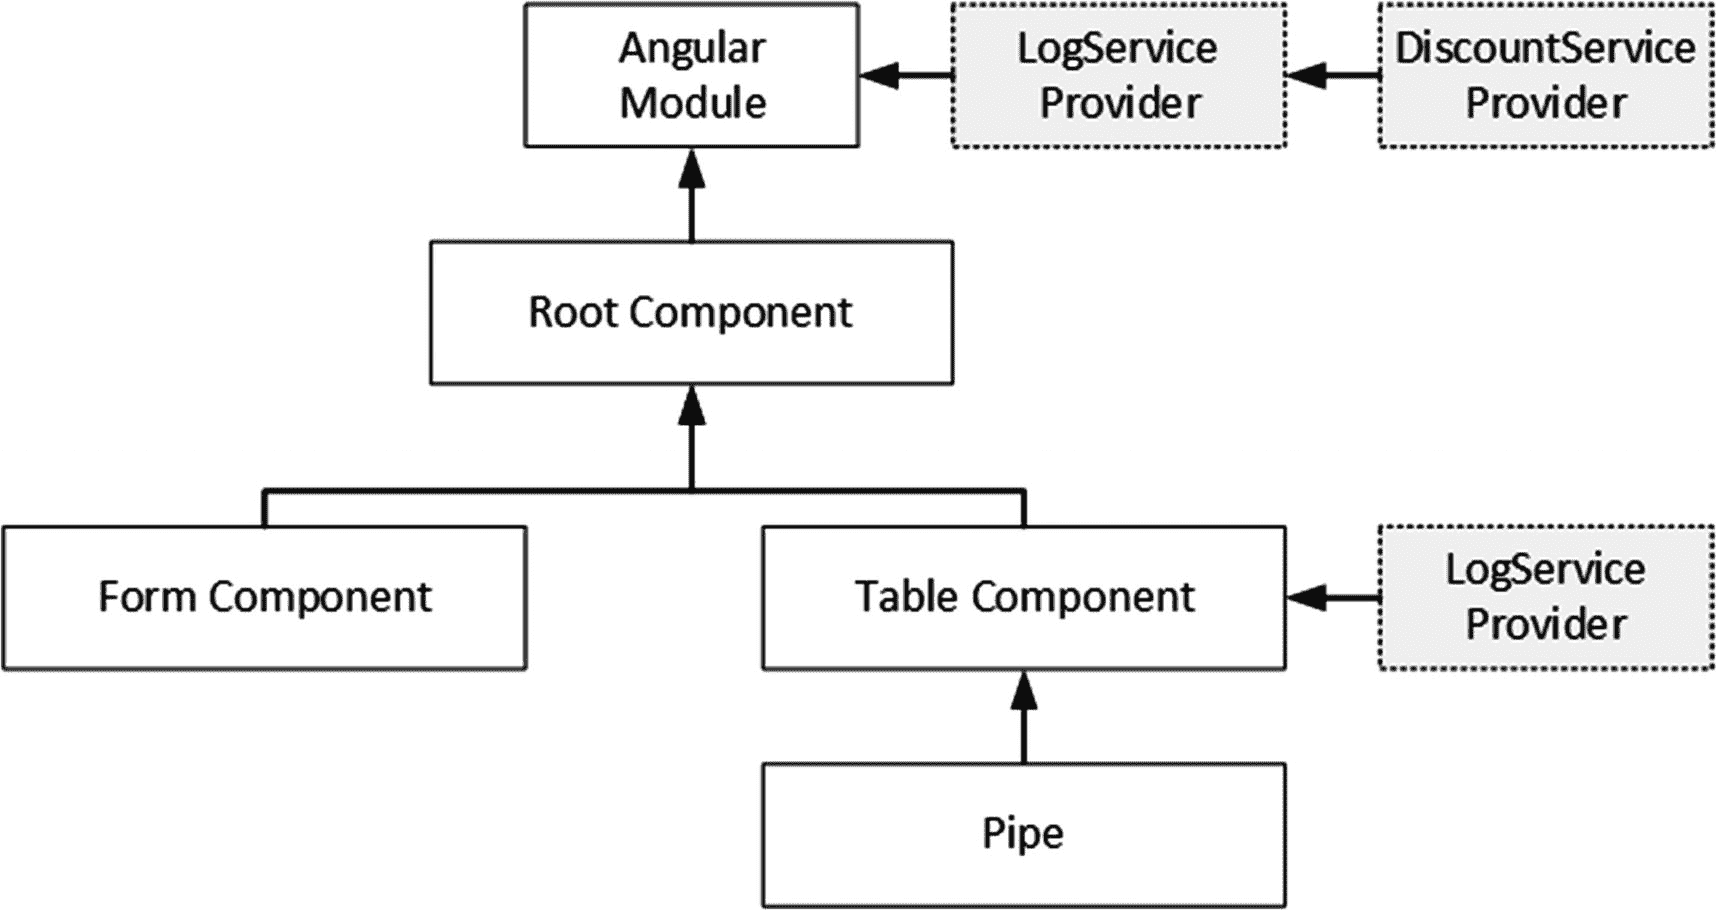 Angular
Module
LogService
Provider
DiscountService
Provider
Root Component
Form Component
Table Component
LogService
Provider
Pipe